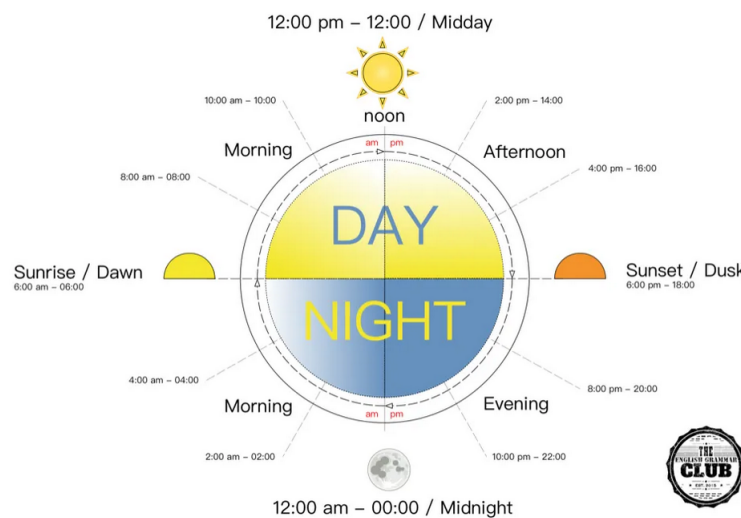 12:00 pm – 12:00 / Midday
noon
10:00 am – 10:00
2:00 pm – 14:00
am pm
Morning
Afternoon
8:00 am – 08:00
4:00 pm – 16:00
DAY
Sunrise / Dawn
6:00 am – 06:00
Sunset / Dusk
6:00 pm – 18:00
NIGHT
4:00 am – 04:00
8:00 pm – 20:00
Morning
Evening
am pm
2:00 am – 02:00
10:00 pm – 22:00
12:00 am – 00:00 / Midnight
THE
ENGLISH GRAMMAR
CLUB